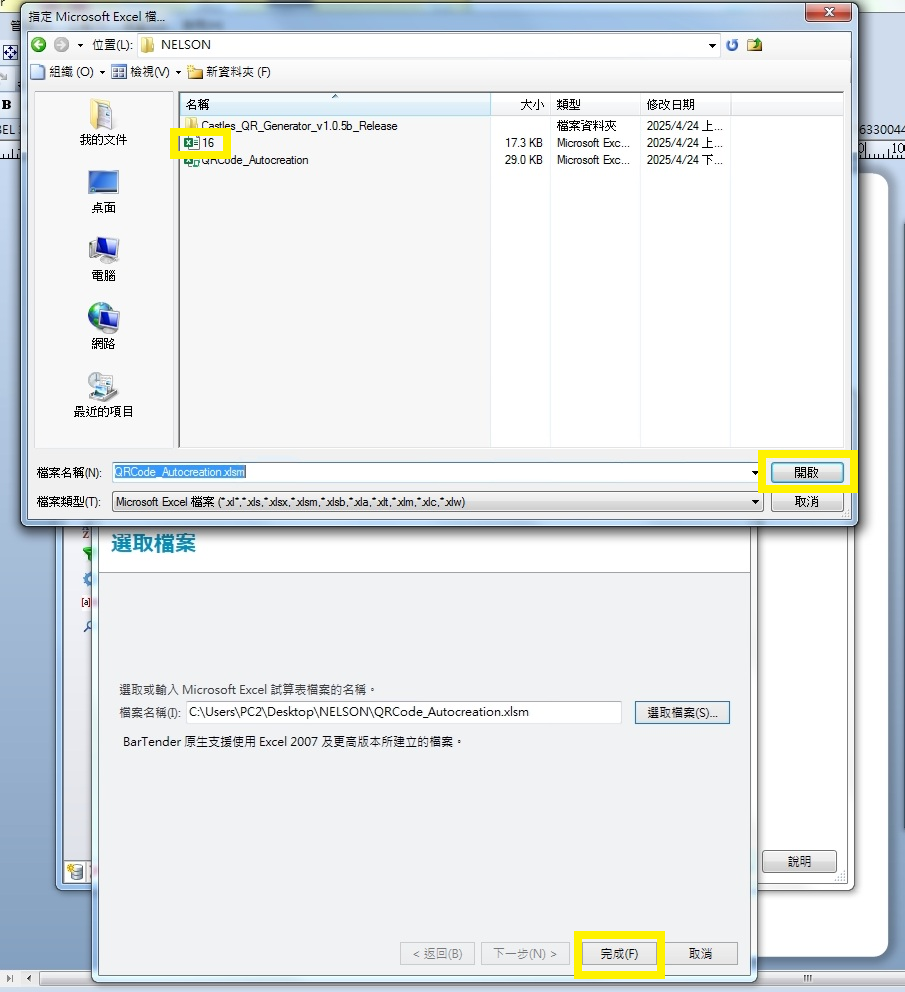 指定 Microsoft Excel 檔...
位置(L): NELSON
組織 (O) 檢視(V) 新資料夾 (F)
名稱 大小 類型 修改日期
Castles_QR_Generator_v1.0.5b_Release 檔案資料夾 2025/4/24 上...
16 17.3 KB Microsoft Exc... 2025/4/24 上...
QRCode_Autocreation 29.0 KB Microsoft Exc... 2025/4/24 下...
我的文件
桌面
電腦
網路
最近的項目
檔案名稱(N): QRCode_Autocreation.xlsm 開啟
檔案類型(T): Microsoft Excel 檔案 (*.xl*,*.xls,*.xlsx,*.xlsm,*.xlsb,*.xla,*.xlt,*.xlm,*.xlc,*.xlw) 取消
B
633004
100
選取檔案
選取或輸入 Microsoft Excel 試算表檔案的名稱。
檔案名稱(I): C:\Users\PC2\Desktop\NELSON\QRCode_Autocreation.xlsm 選取檔案(S)...
BarTender 原生支援使用 Excel 2007 及更高版本所建立的檔案。
說明
< 返回(B) 下一步(N) > 完成(F) 取消